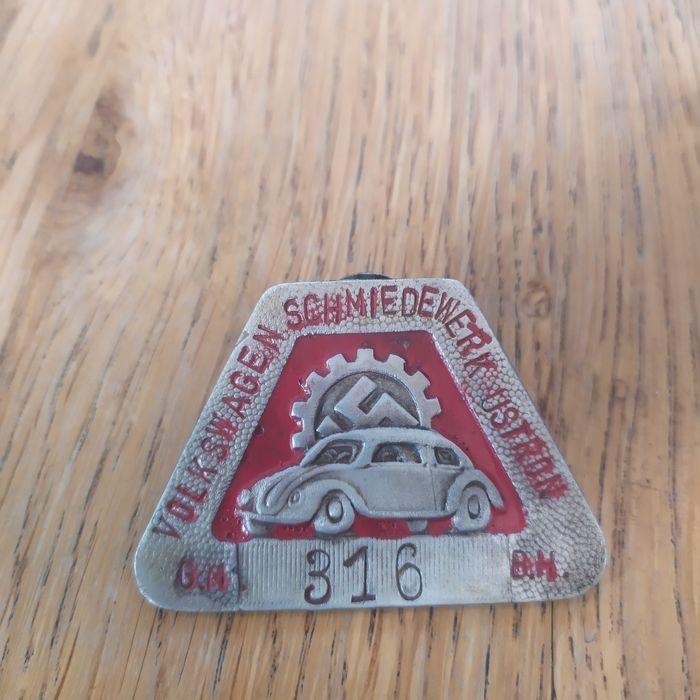 VOLKSWAGEN SCHMIEDEWERK USTRON
G.M. B.H.
316